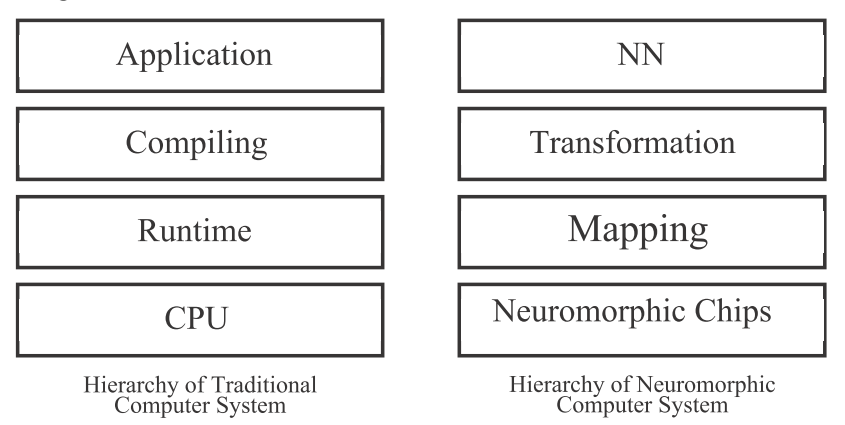 Application
Compiling
Runtime
CPU
Hierarchy of Traditional
Computer System
NN
Transformation
Mapping
Neuromorphic Chips
Hierarchy of Neuromorphic
Computer System